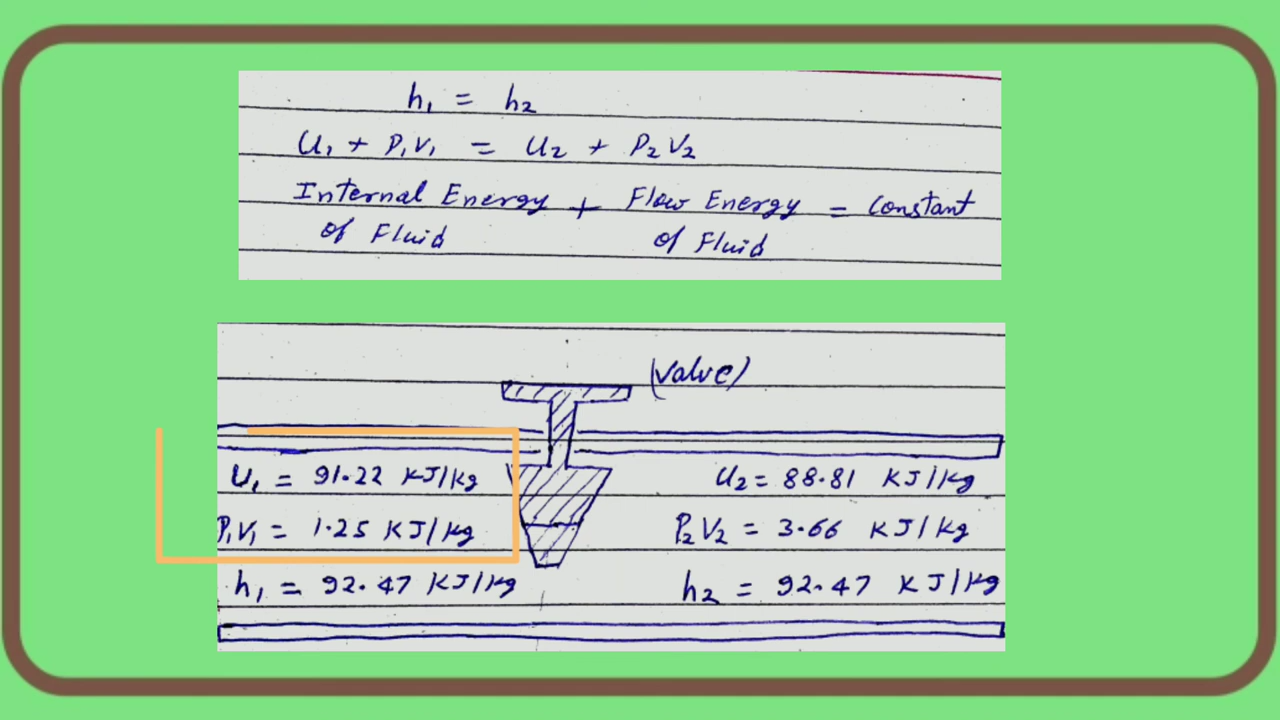 h₁ = h₂
U₁ + P₁V₁ = U₂ + P₂V₂
Internal Energy + Flow Energy = Constant
of Fluid of Fluid
(Valve)
U₁ = 91.22 KJ/kg U₂ = 88.81 KJ/kg
P₁V₁ = 1.25 KJ/kg P₂V₂ = 3.66 KJ/kg
h₁ = 92.47 KJ/kg h₂ = 92.47 KJ/kg